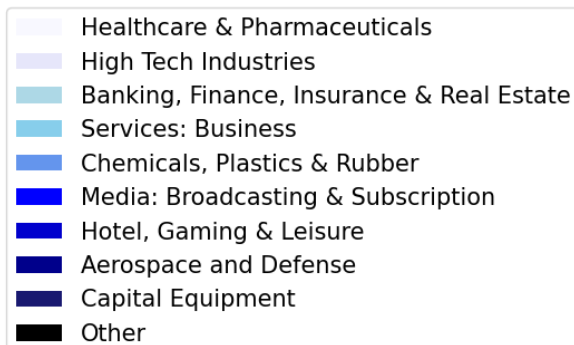 Healthcare & Pharmaceuticals
High Tech Industries
Banking, Finance, Insurance & Real Estate
Services: Business
Chemicals, Plastics & Rubber
Media: Broadcasting & Subscription
Hotel, Gaming & Leisure
Aerospace and Defense
Capital Equipment
Other